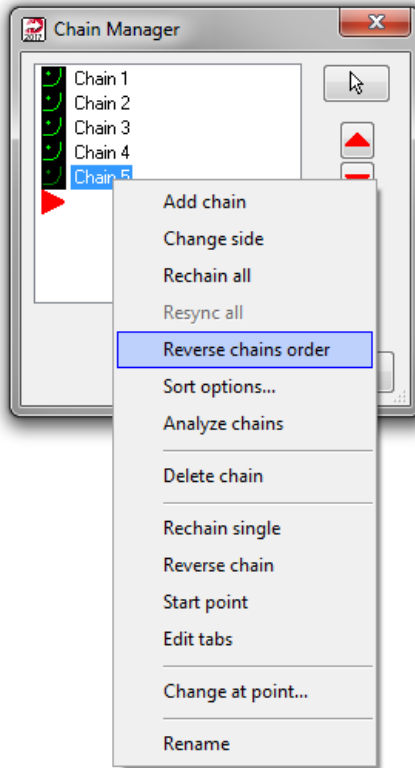 Chain Manager
Chain 1
Chain 2
Chain 3
Chain 4
Chain 5
Add chain
Change side
Rechain all
Resync all
Reverse chains order
Sort options...
Analyze chains
Delete chain
Rechain single
Reverse chain
Start point
Edit tabs
Change at point...
Rename